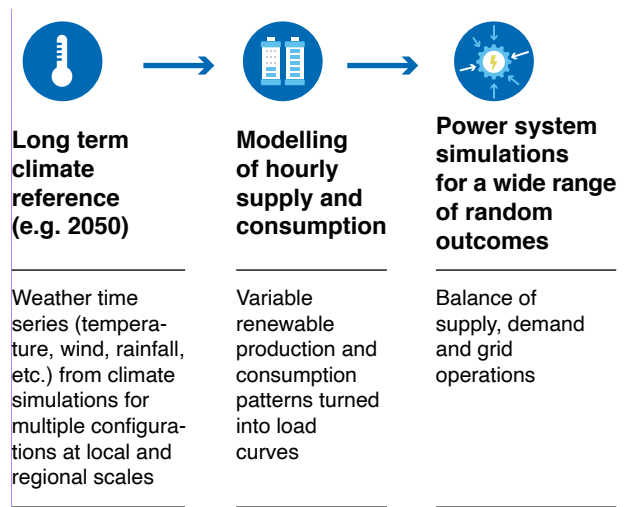 Long term
climate
reference
(e.g. 2050)
Weather time
series (tempera-
ture, wind, rainfall,
etc.) from climate
simulations for
multiple configura-
tions at local and
regional scales
Modelling
of hourly
supply and
consumption
Variable
renewable
production and
consumption
patterns turned
into load
curves
Power system
simulations
for a wide range
of random
outcomes
Balance of
supply, demand
and grid
operations